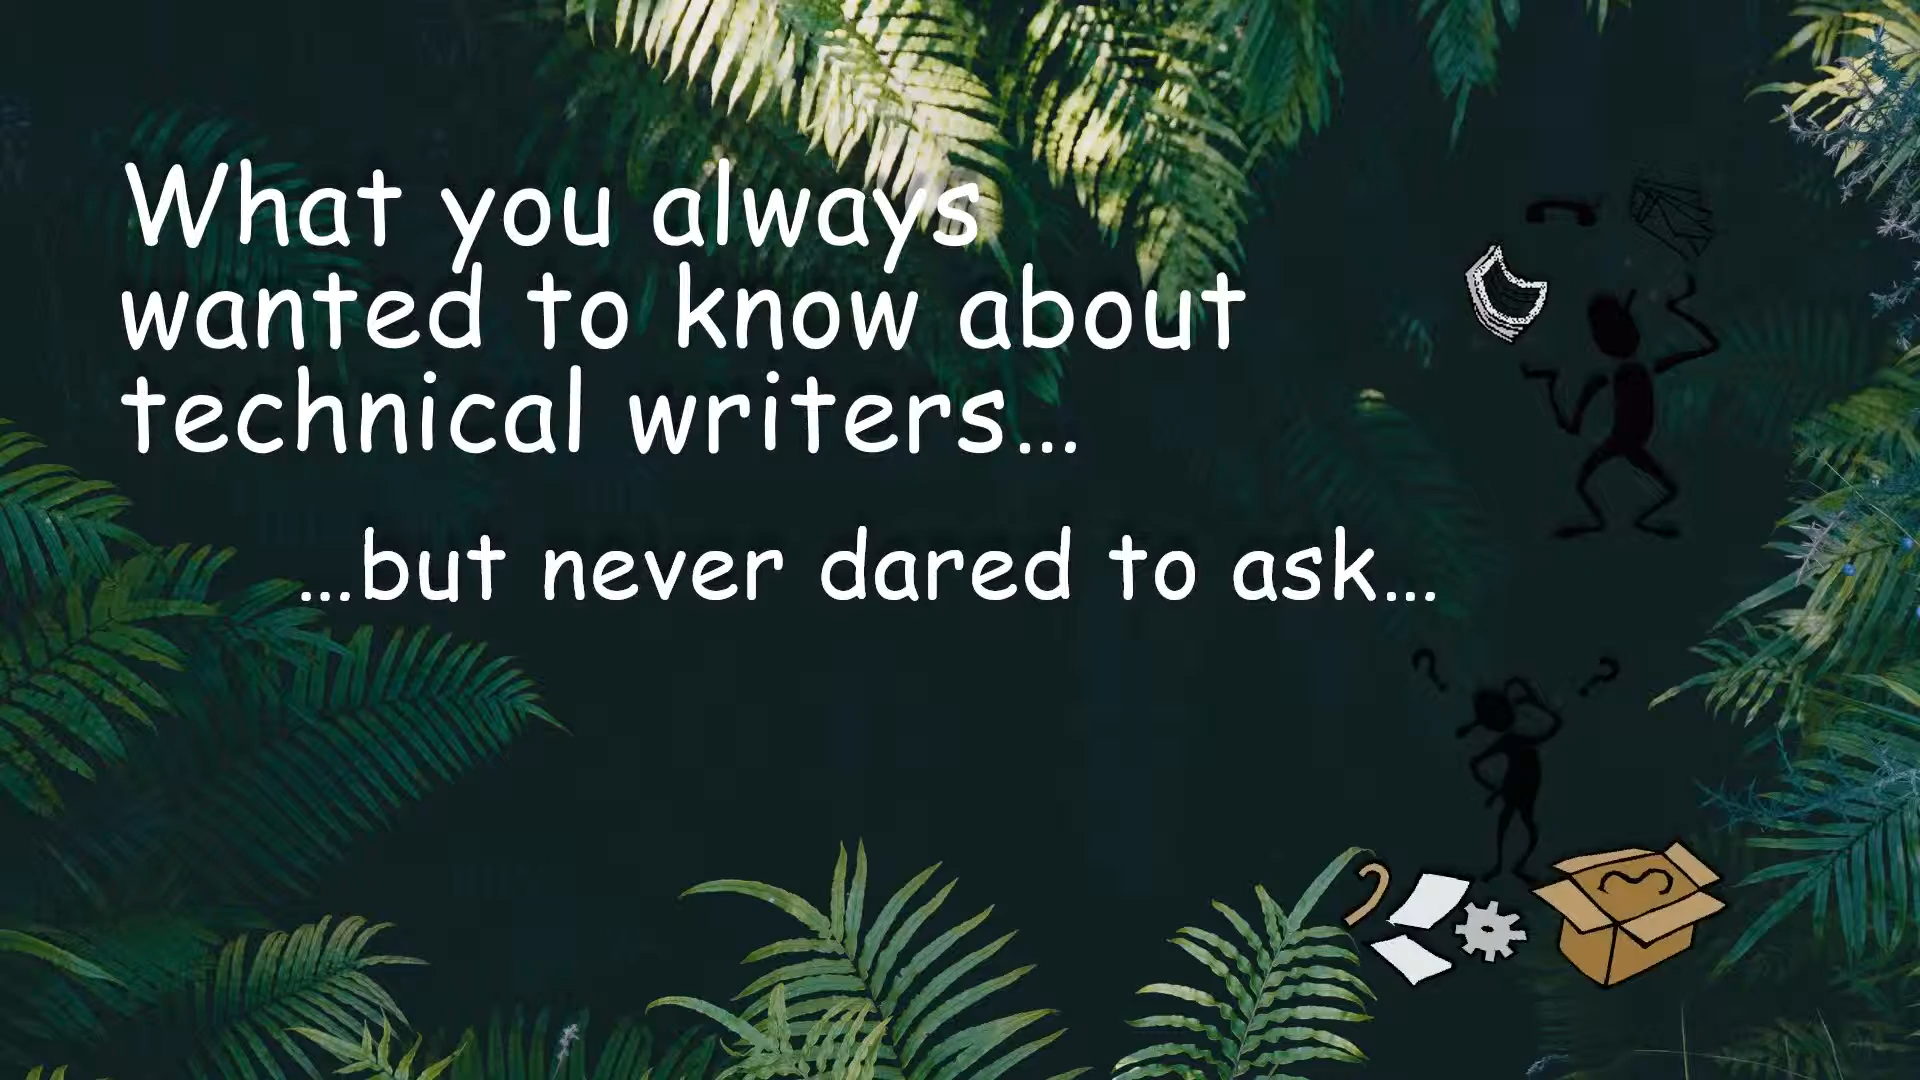 What you always
wanted to know about
technical writers...
...but never dared to ask...
? ?